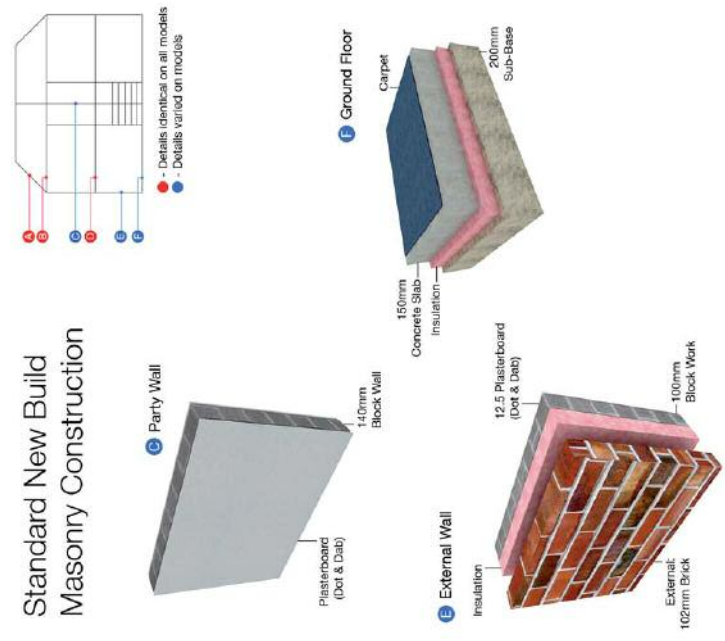 Standard New Build
Masonry Construction
A
B
C
D
E
F
- Details identical on all models
- Details varied on models
C Party Wall
Plasterboard
(Dot & Dab)
140mm
Block Wall
F Ground Floor
Carpet
150mm
Concrete Slab
Insulation
200mm
Sub-Base
E External Wall
Insulation
12.5 Plasterboard
(Dot & Dab)
100mm
Block Work
External:
102mm Brick